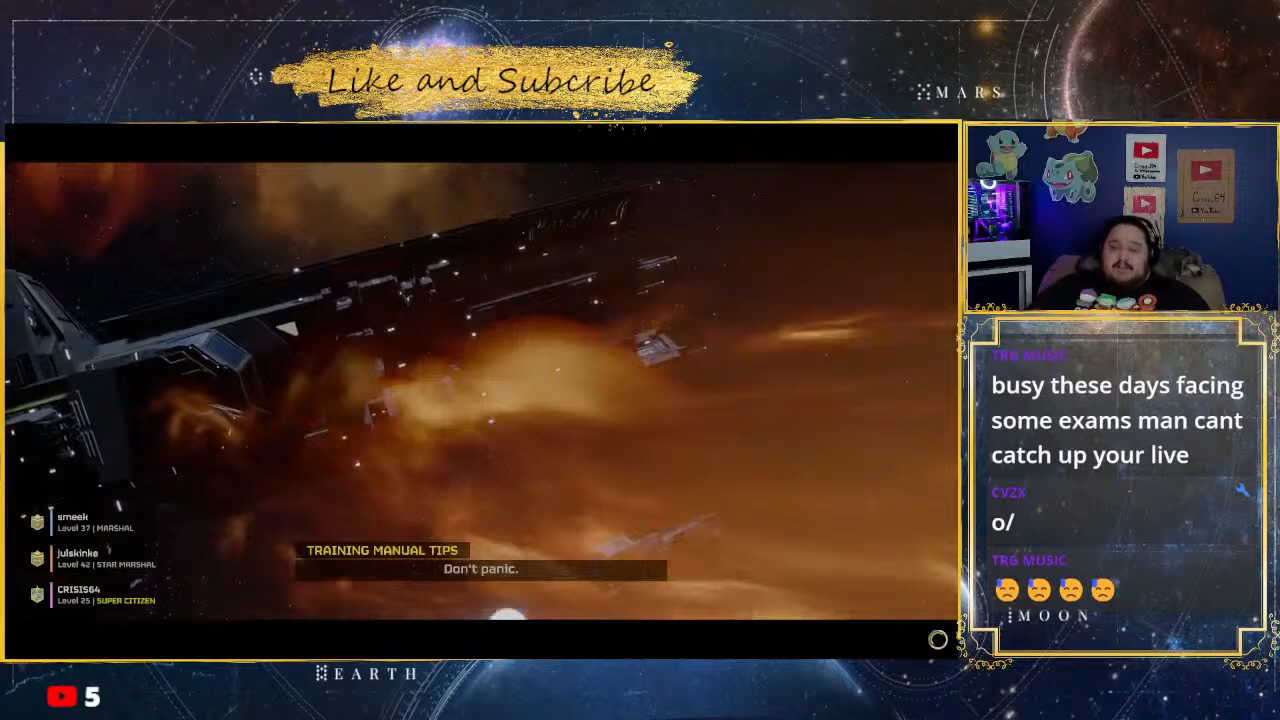 Like and Subcribe
MARS
YouTube
YouTube
TRG MUSIC
busy these days facing
some exams man cant
catch up your live
CVZX
o/
TRG MUSIC
MOON
smeek
Level 37 | MARSHAL
julskinke
Level 42 | STAR MARSHAL
CRISIS64
Level 25 | SUPER CITIZEN
TRAINING MANUAL TIPS
Don't panic.
EARTH
5